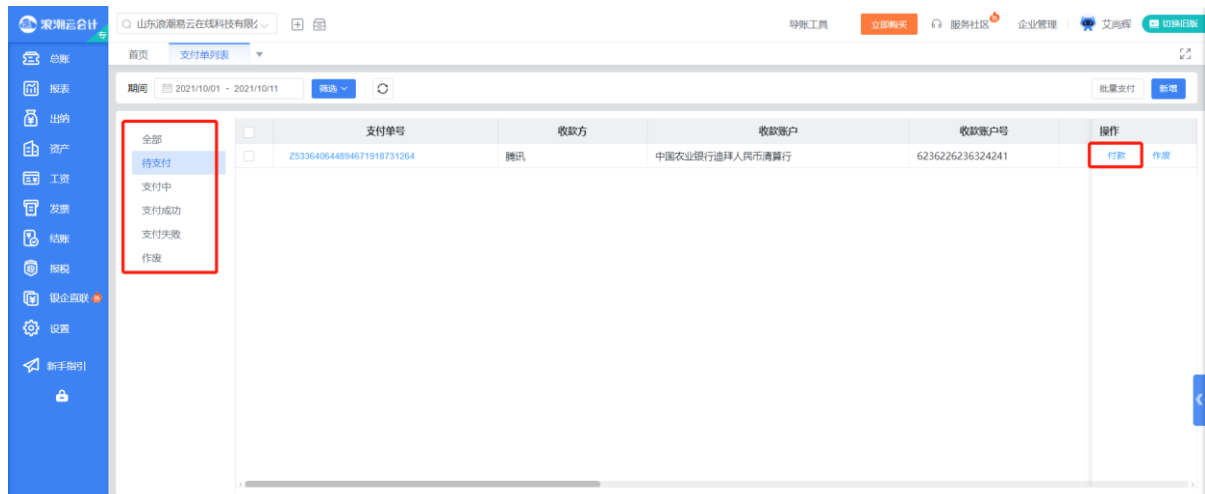 浪潮云会计
专
山东浪潮易云在线科技有限公
导账工具
立即购买
服务社区
企业管理
艾尚辉
切换旧版
总账
报表
出纳
资产
工资
发票
结账
报税
银企直联
设置
新手指引
首页
支付单列表
期间
2021/10/01 - 2021/10/11
筛选
批量支付
新增
全部
待支付
支付中
支付成功
支付失败
作废
支付单号
收款方
收款账户
收款账户号
操作
Z533640644894671918731264
腾讯
中国农业银行迪拜人民币清算行
6236226236324241
付款
作废